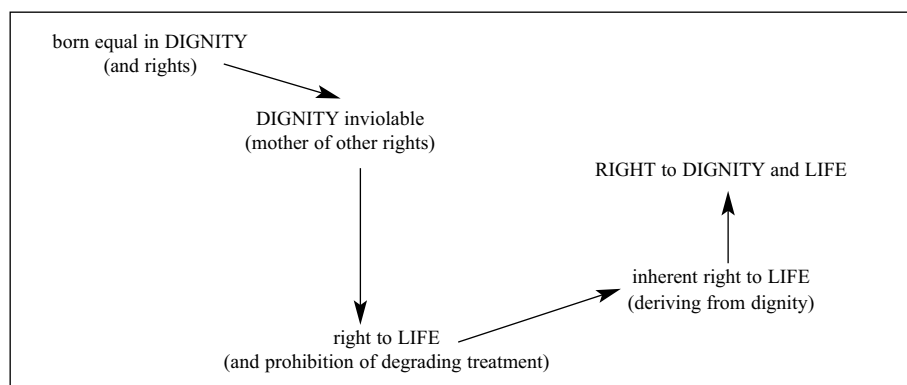 born equal in DIGNITY
(and rights)
DIGNITY inviolable
(mother of other rights)
RIGHT to DIGNITY and LIFE
inherent right to LIFE
(deriving from dignity)
right to LIFE
(and prohibition of degrading treatment)